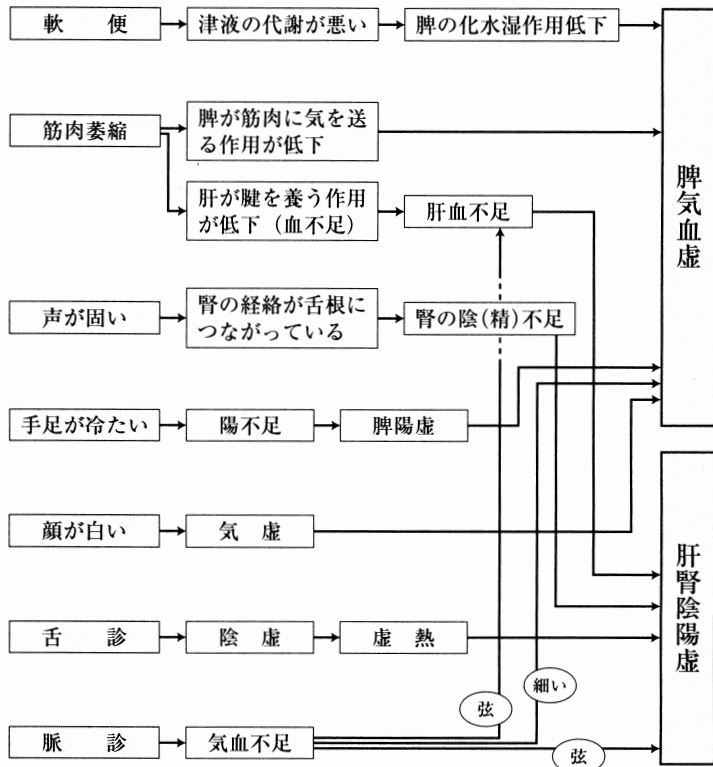 軟便
津液の代謝が悪い
脾の化水湿作用低下
筋肉萎縮
脾が筋肉に気を送
る作用が低下
肝が腱を養う作用
が低下（血不足）
肝血不足
声が固い
腎の経絡が舌根に
つながっている
腎の陰(精)不足
手足が冷たい
陽不足
脾陽虚
顔が白い
気虚
舌診
陰虚
虚熱
脈診
気血不足
弦
細い
弦
脾気血虚
肝腎陰陽虚